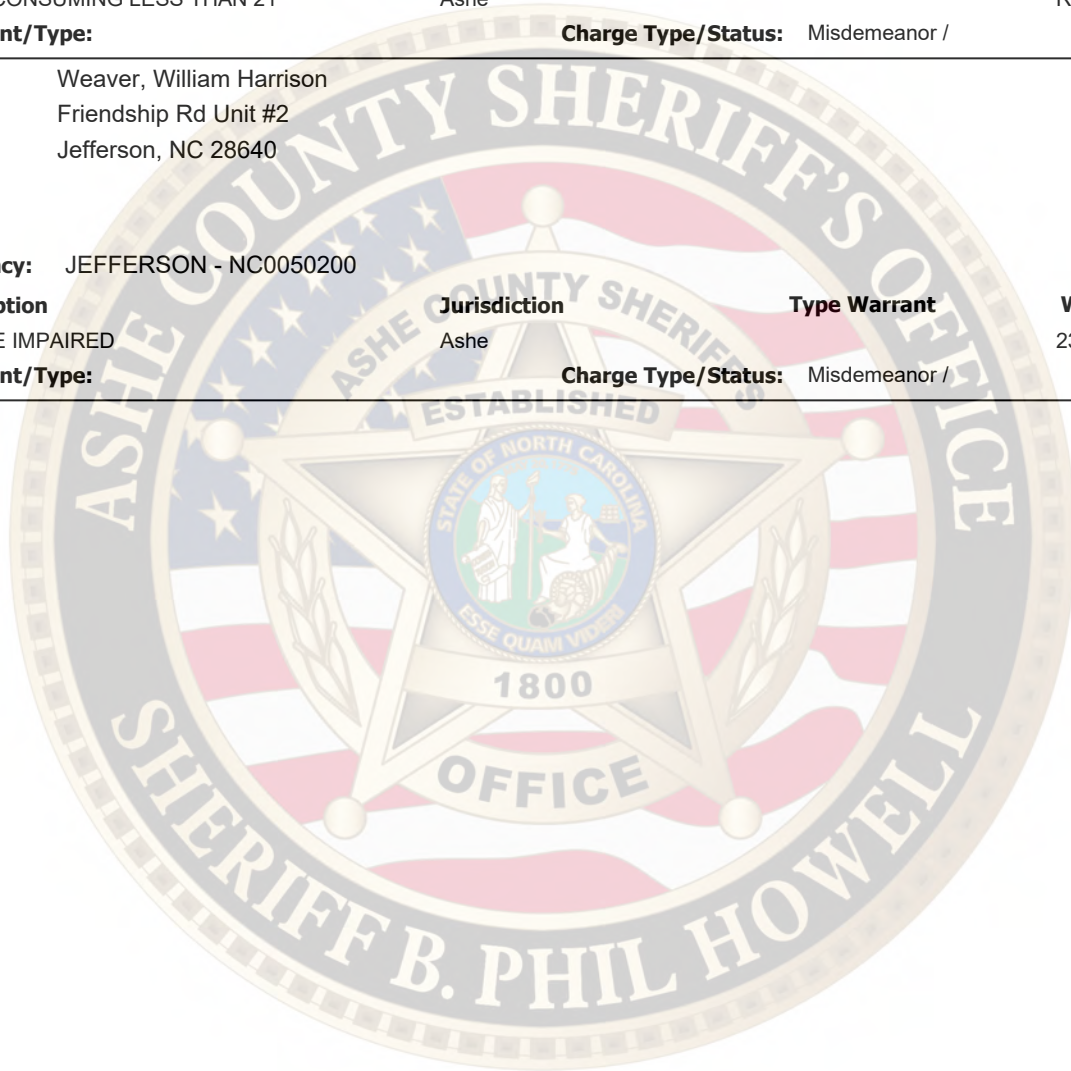 CONSUMING LESS THAN 21 Ashe R
nt/Type: Charge Type/Status: Misdemeanor /
Weaver, William Harrison
Friendship Rd Unit #2
Jefferson, NC 28640
cy: JEFFERSON - NC0050200
ption Jurisdiction Type Warrant W
E IMPAIRED Ashe 23
nt/Type: Charge Type/Status: Misdemeanor /
ASHE COUNTY SHERIFF'S OFFICE
ASHE COUNTY SHERIFFS
ESTABLISHED
STATE OF NORTH CAROLINA
ESSE QUAM VIDERI
1800
OFFICE
SHERIFF B. PHIL HOWELL